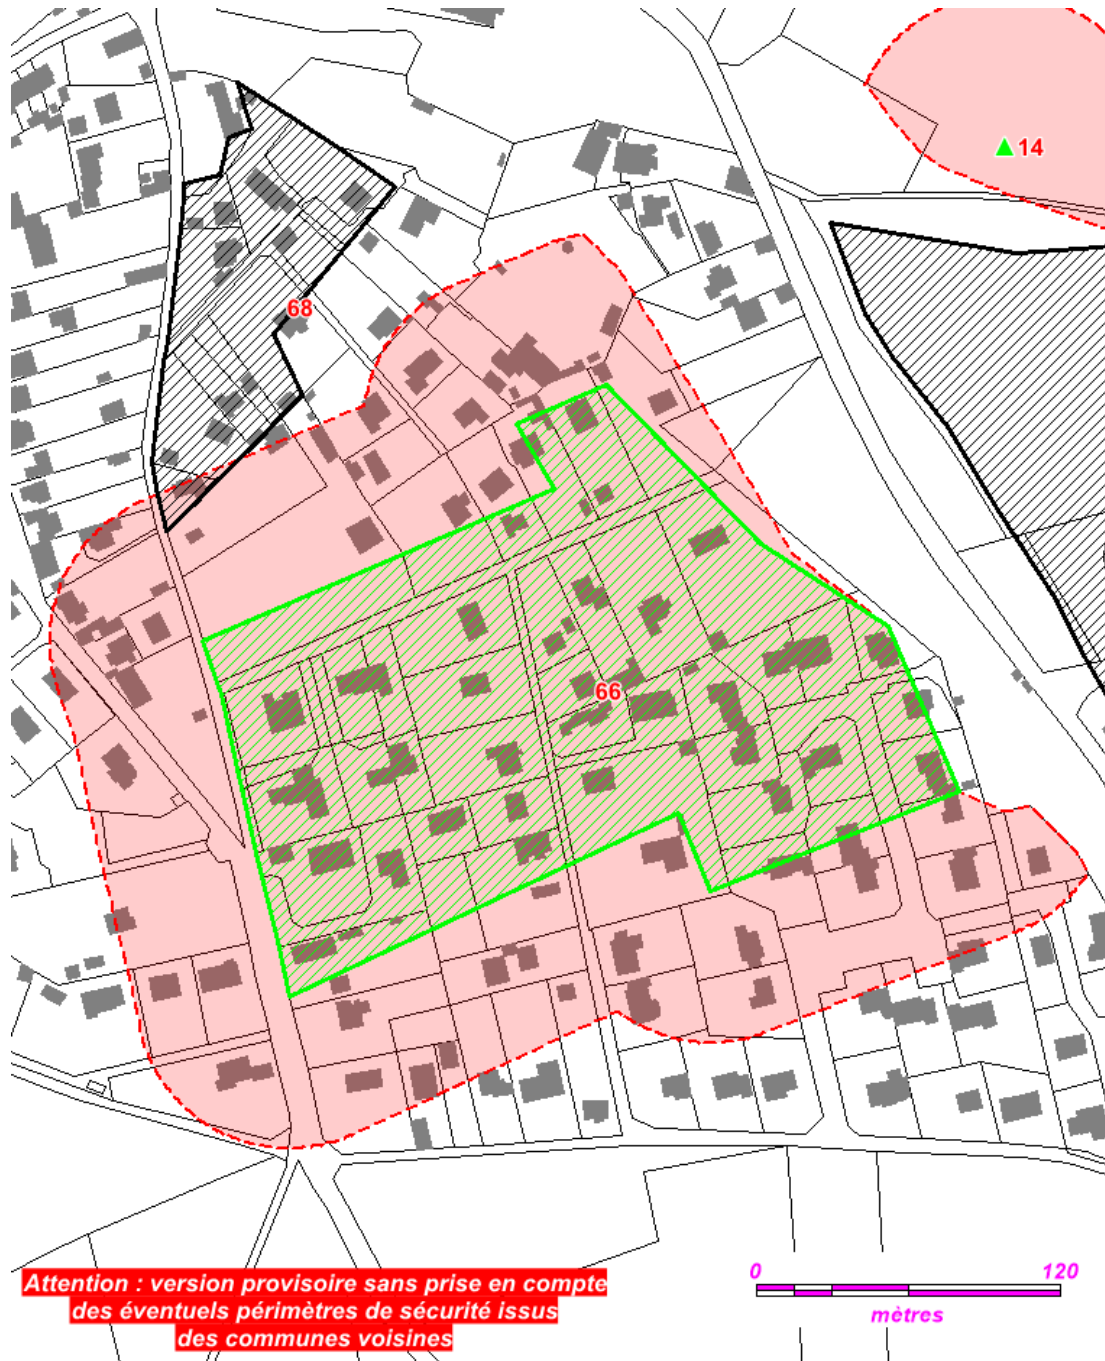 14
68
66
Attention : version provisoire sans prise en compte
des éventuels périmètres de sécurité issus
des communes voisines
0 120
mètres